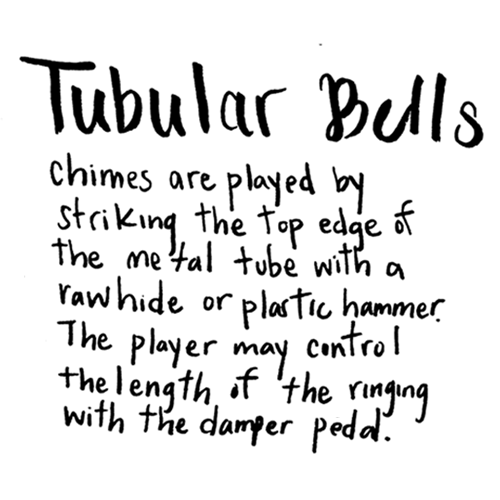 Tubular Bells
chimes are played by
striking the top edge of
the metal tube with a
rawhide or plastic hammer.
The player may control
the length of the ringing
with the damper pedal.